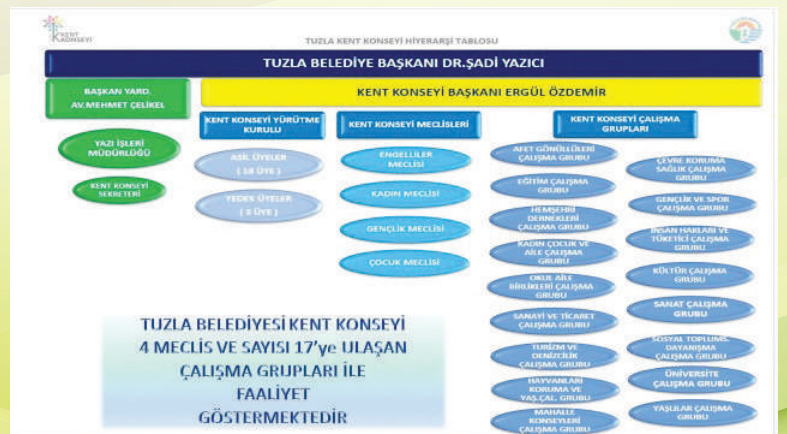 KENT
KONSEYİ
TUZLA KENT KONSEYİ HİYERARŞİ TABLOSU
TUZLA BELEDİYE BAŞKANI DR.ŞADİ YAZICI
BAŞKAN YARD.
AV.MEHMET ÇELİKEL
KENT KONSEYİ BAŞKANI ERGÜL ÖZDEMİR
YAZI İŞLERİ
MÜDÜRLÜĞÜ
KENT KONSEYİ
SEKRETERİ
KENT KONSEYİ YÜRÜTME
KURULU
ASİL ÜYELER
YEDEK ÜYELER
KENT KONSEYİ MECLİSLERİ
ENGELLİLER
MECLİSİ
KADIN MECLİSİ
GENÇLİK MECLİSİ
ÇOCUK MECLİSİ
KENT KONSEYİ ÇALIŞMA
GRUPLARI
AFET GÖNÜLLÜLERİ
ÇALIŞMA GRUBU
EĞİTİM ÇALIŞMA
GRUBU
HEMŞEHRİ
DERNEKLERİ
ÇALIŞMA GRUBU
KADIN ÇOCUK VE
AİLE ÇALIŞMA
GRUBU
OKUL AİLE
BİRLİKLERİ ÇALIŞMA
GRUBU
SANAYİ VE TİCARET
ÇALIŞMA GRUBU
TURİZM VE
DENİZCİLİK
ÇALIŞMA GRUBU
HAYVANLARI
KORUMA VE
YAŞ.ÇAL. GRUBU
MAHALLE
KONSEYLERİ
ÇALIŞMA GRUBU
ÇEVRE KORUMA
SAĞLIK ÇALIŞMA
GRUBU
GENÇLİK VE SPOR
ÇALIŞMA GRUBU
İNSAN HAKLARI VE
TÜKETİCİ ÇALIŞMA
GRUBU
KÜLTÜR ÇALIŞMA
GRUBU
SANAT ÇALIŞMA
GRUBU
SOSYAL TOPLUMS.
DAYANIŞMA
ÇALIŞMA GRUBU
ÜNİVERSİTE
ÇALIŞMA GRUBU
YAŞLILAR ÇALIŞMA
GRUBU
TUZLA BELEDİYESİ KENT KONSEYİ
4 MECLİS VE SAYISI 17'ye ULAŞAN
ÇALIŞMA GRUPLARI İLE
FAALİYET
GÖSTERMEKTEDİR